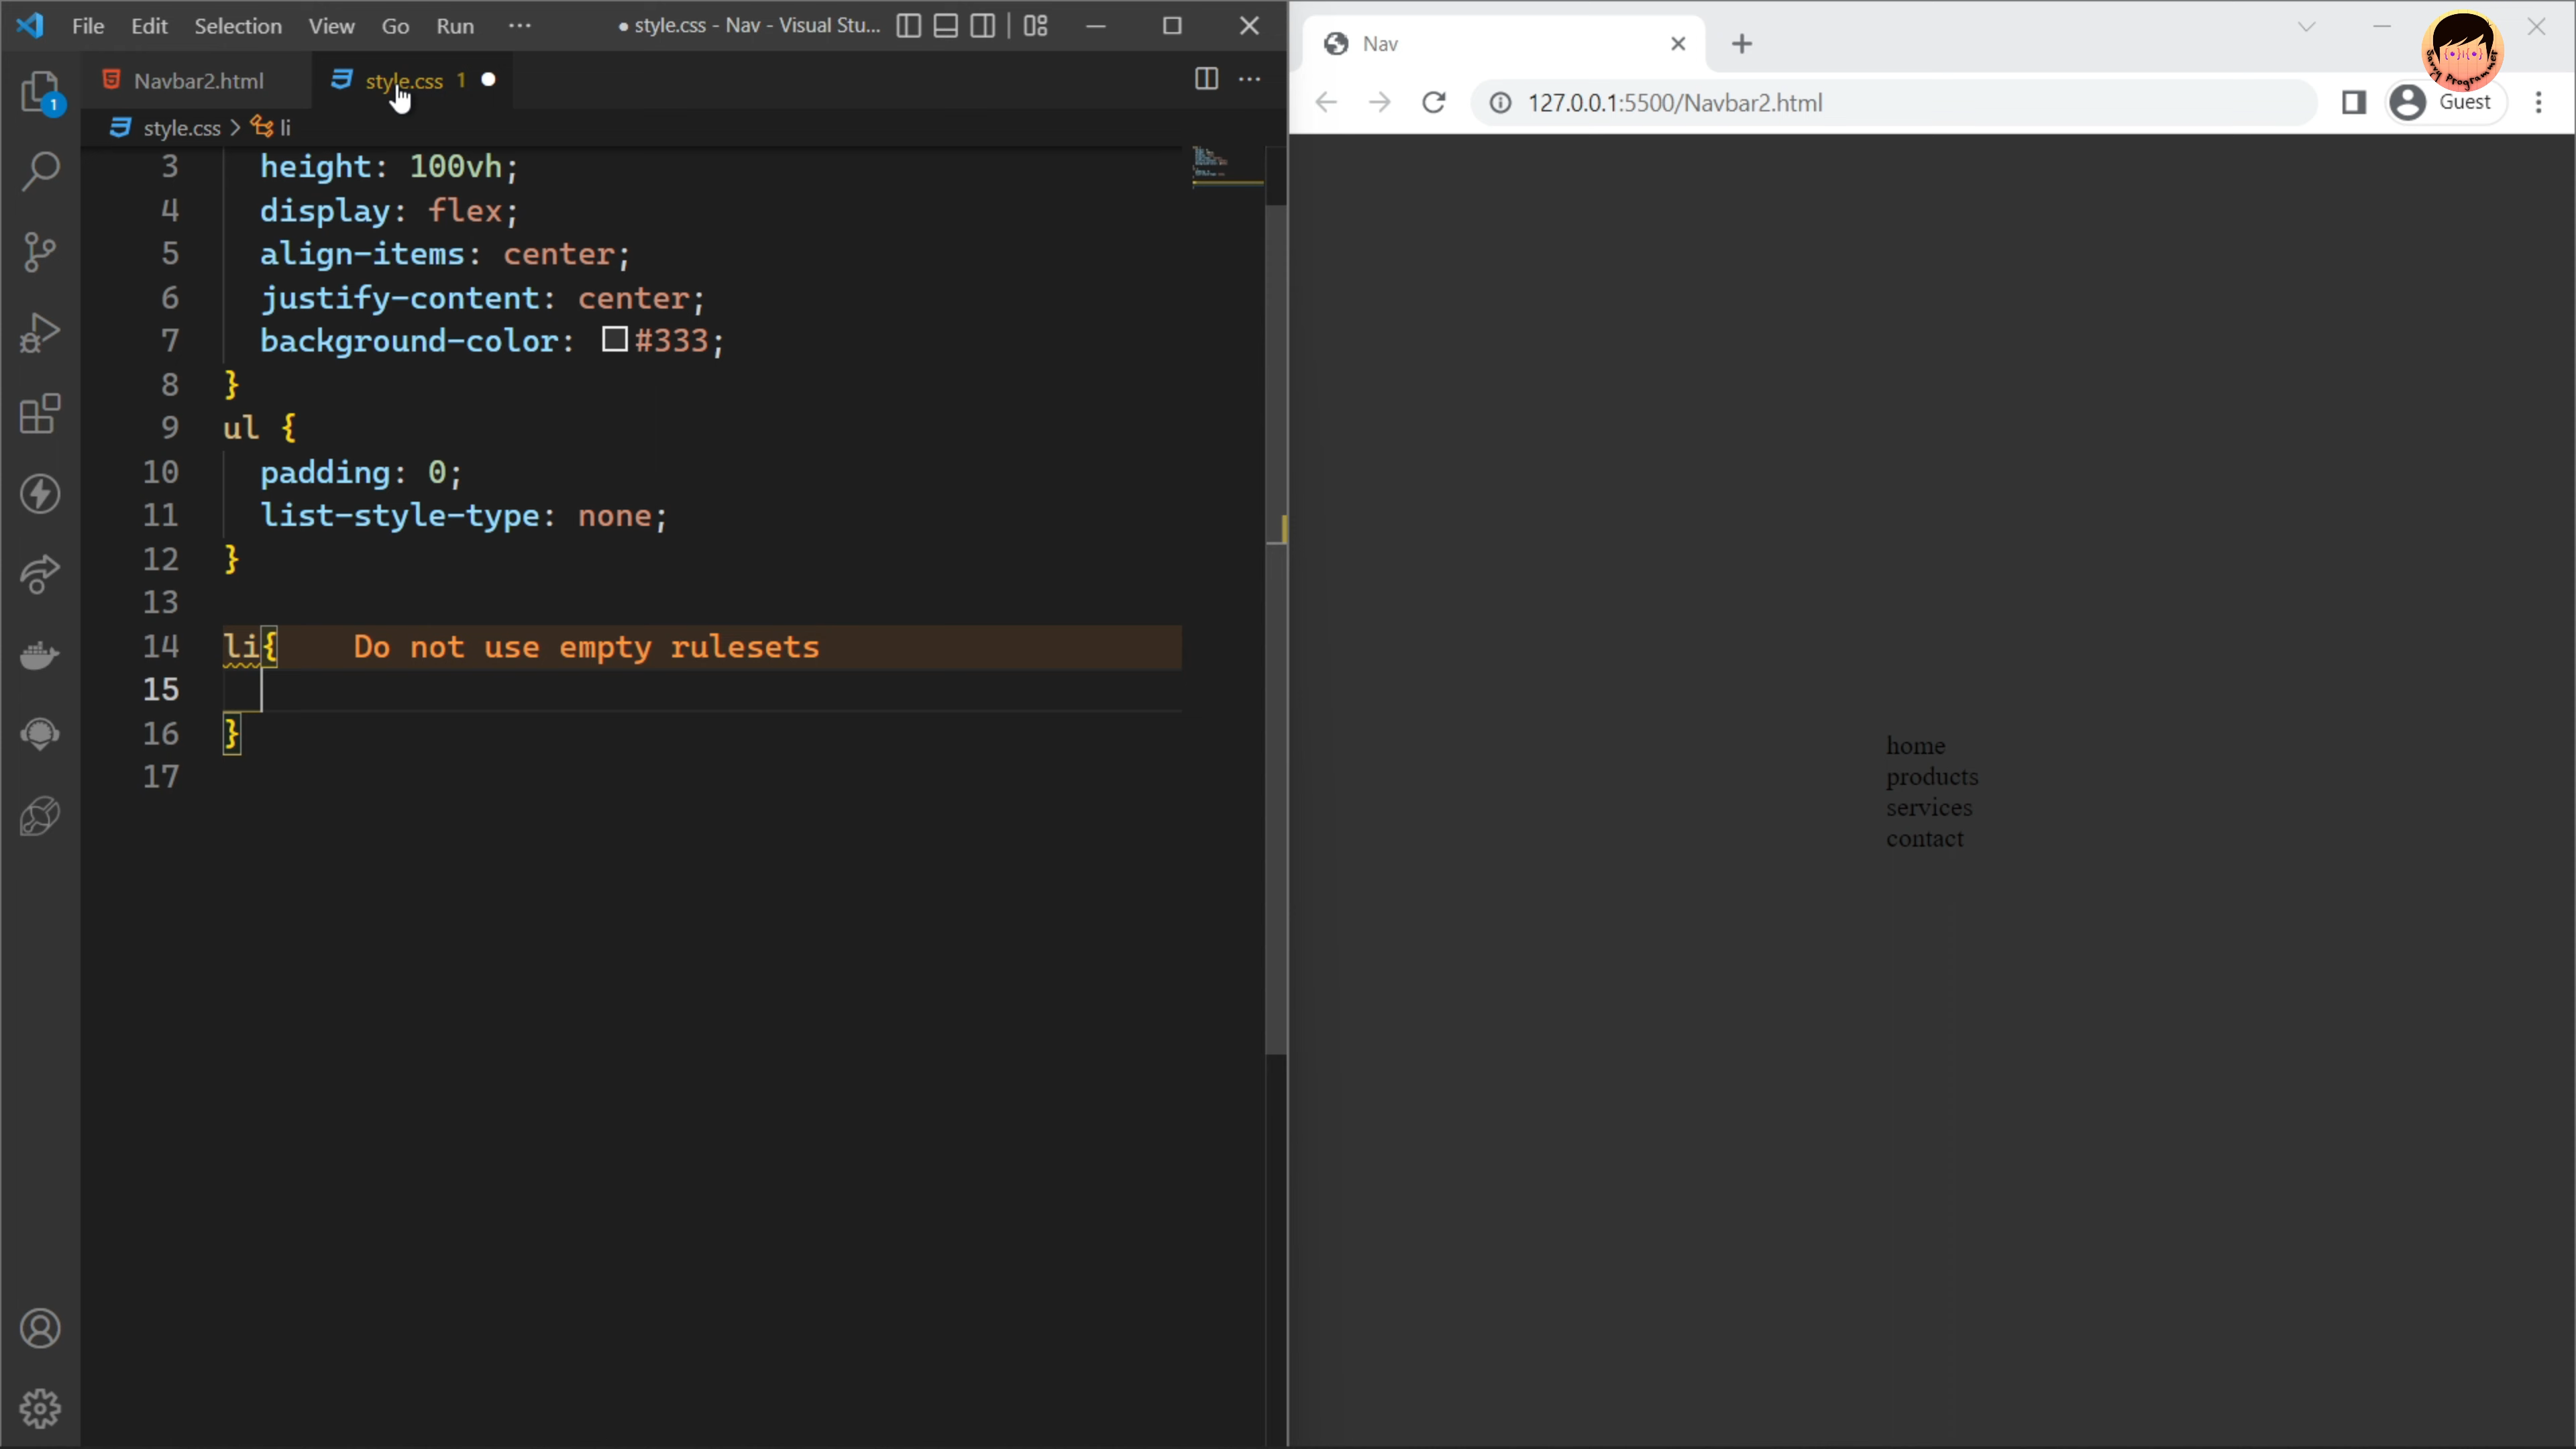 File Edit Selection View Go Run ··· ● style.css - Nav - Visual Stu...
Navbar2.html style.css 1
style.css > li
3 height: 100vh;
4 display: flex;
5 align-items: center;
6 justify-content: center;
7 background-color: #333;
8 }
9 ul {
10 padding: 0;
11 list-style-type: none;
12 }
13
14 li{ Do not use empty rulesets
15
16 }
17
1
Nav
127.0.0.1:5500/Navbar2.html Guest
Savvy Programmer
home
products
services
contact